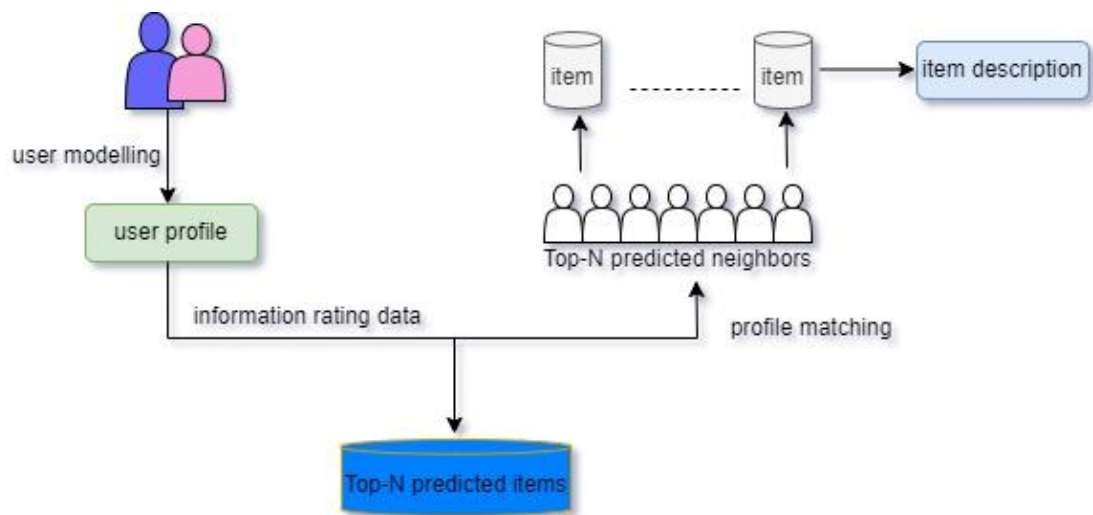 item
item
item description
user modelling
user profile
Top-N predicted neighbors
information rating data
profile matching
Top-N predicted items